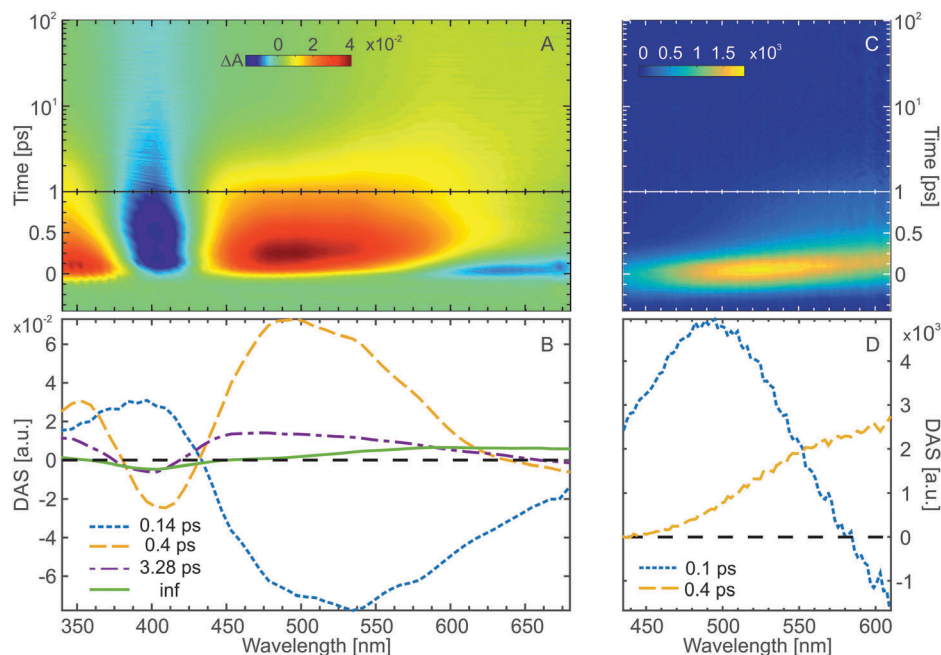 A
ΔA 0 2 4 x10⁻²
10²
10¹
1
0.5
0
Time [ps]
C
0 0.5 1 1.5 x10³
10²
10¹
1
0.5
0
Time [ps]
x10⁻²
B
6
4
2
0
-2
-4
-6
DAS [a.u.]
0.14 ps
0.4 ps
3.28 ps
inf
350 400 450 500 550 600 650
Wavelength [nm]
D
x10³
4
3
2
1
0
-1
DAS [a.u.]
0.1 ps
0.4 ps
450 500 550 600
Wavelength [nm]